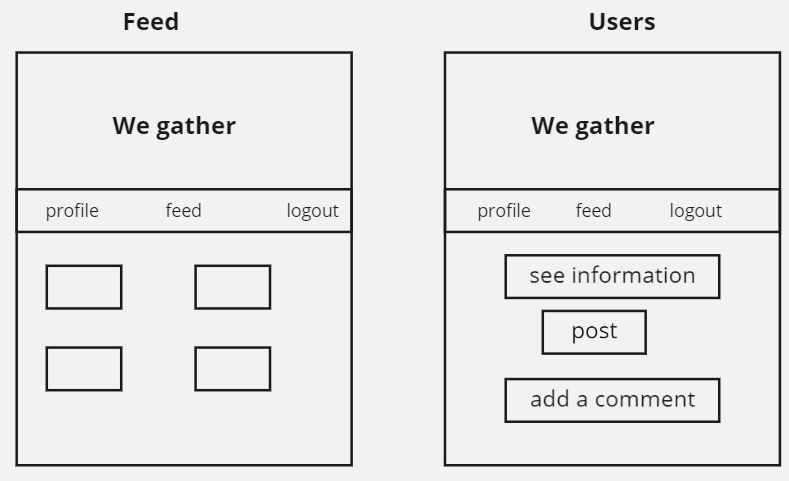 Feed
We gather
profile feed logout
Users
We gather
profile feed logout
see information
post
add a comment